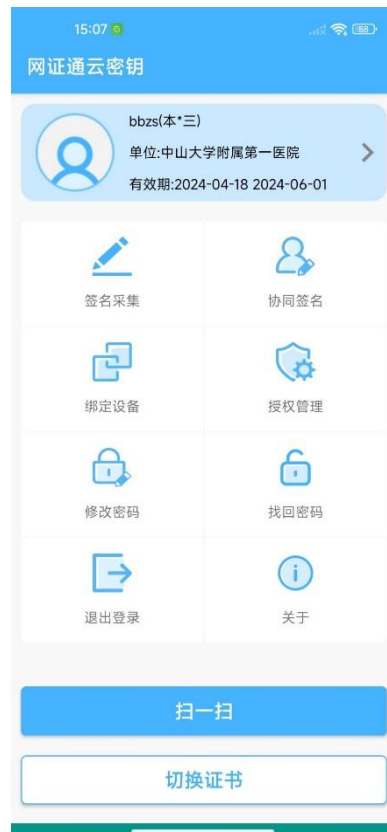 15:07
58
网证通云密钥
bbzs(本*三)
单位:中山大学附属第一医院
有效期:2024-04-18 2024-06-01
签名采集
协同签名
绑定设备
授权管理
修改密码
找回密码
退出登录
关于
扫一扫
切换证书